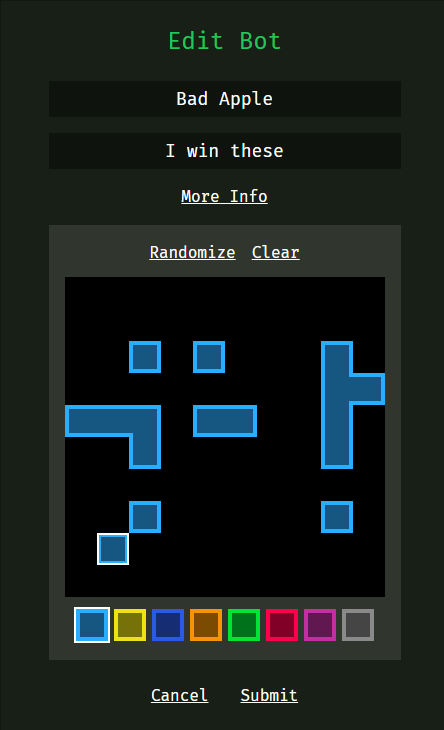 Edit Bot
Bad Apple
I win these
More Info
Randomize Clear
Cancel Submit